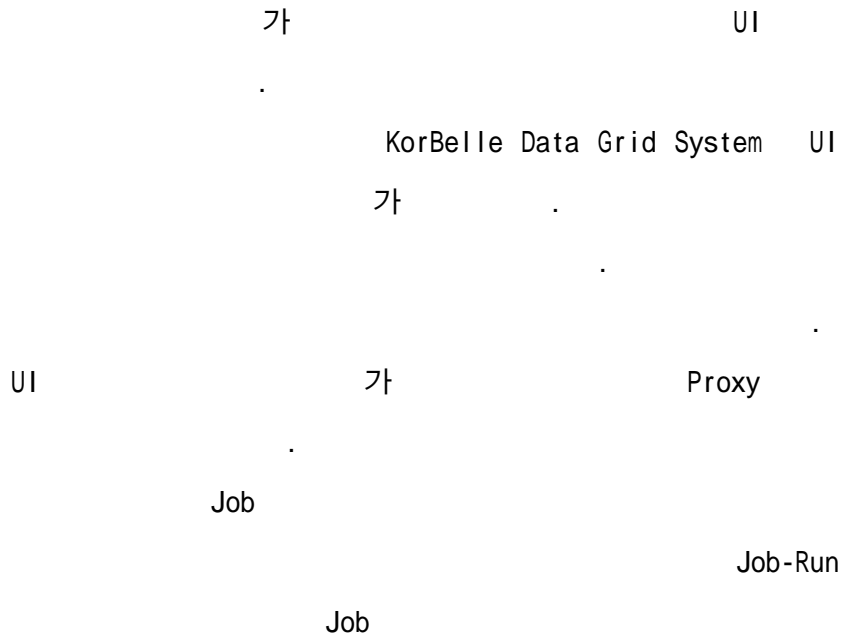 가 UI
.
KorBelle Data Grid System UI
가 .
.
.
UI 가 Proxy
.
Job
Job-Run
Job